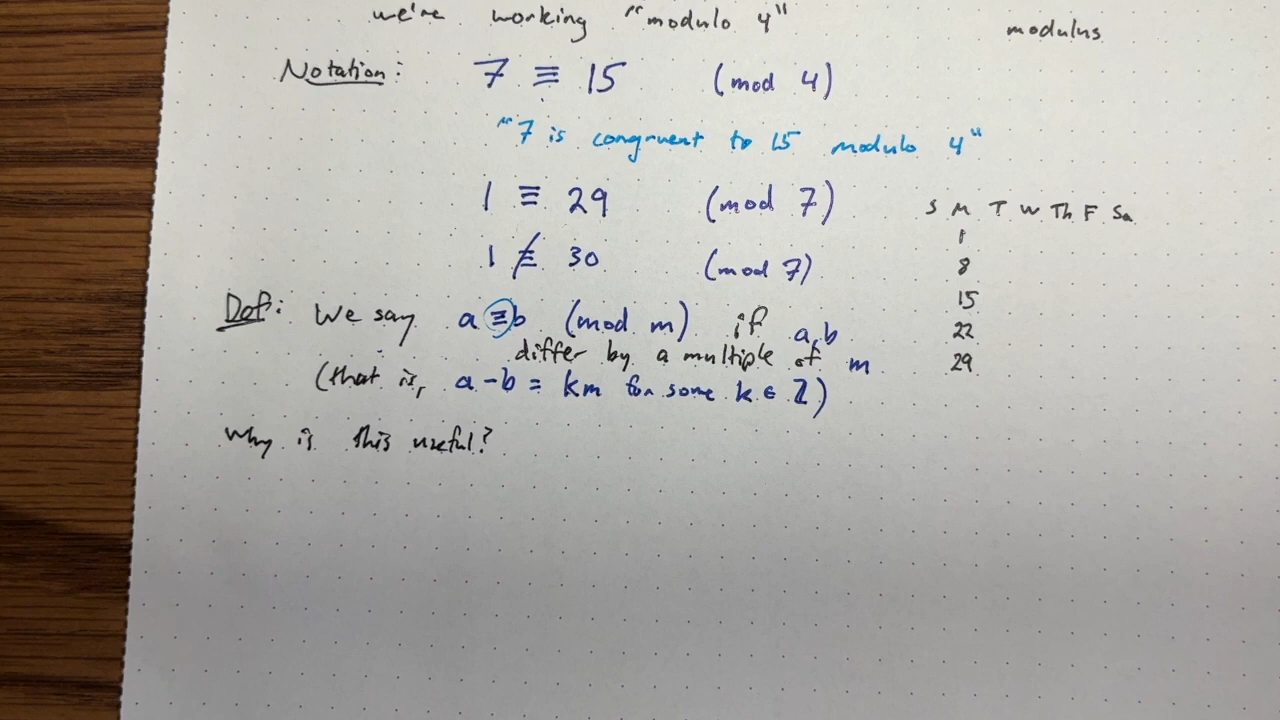 we're working "modulo 4"
modulus
Notation: 7 ≡ 15 (mod 4)
"7 is congruent to 15 modulo 4"
1 ≡ 29 (mod 7)
1 ≢ 30 (mod 7)
S M T W Th F Sa
1
8
15
22
29
Def: We say a ≡ b (mod m) if a, b
differ by a multiple of m
(that is, a - b = km for some k ∈ ℤ)
Why is this useful?